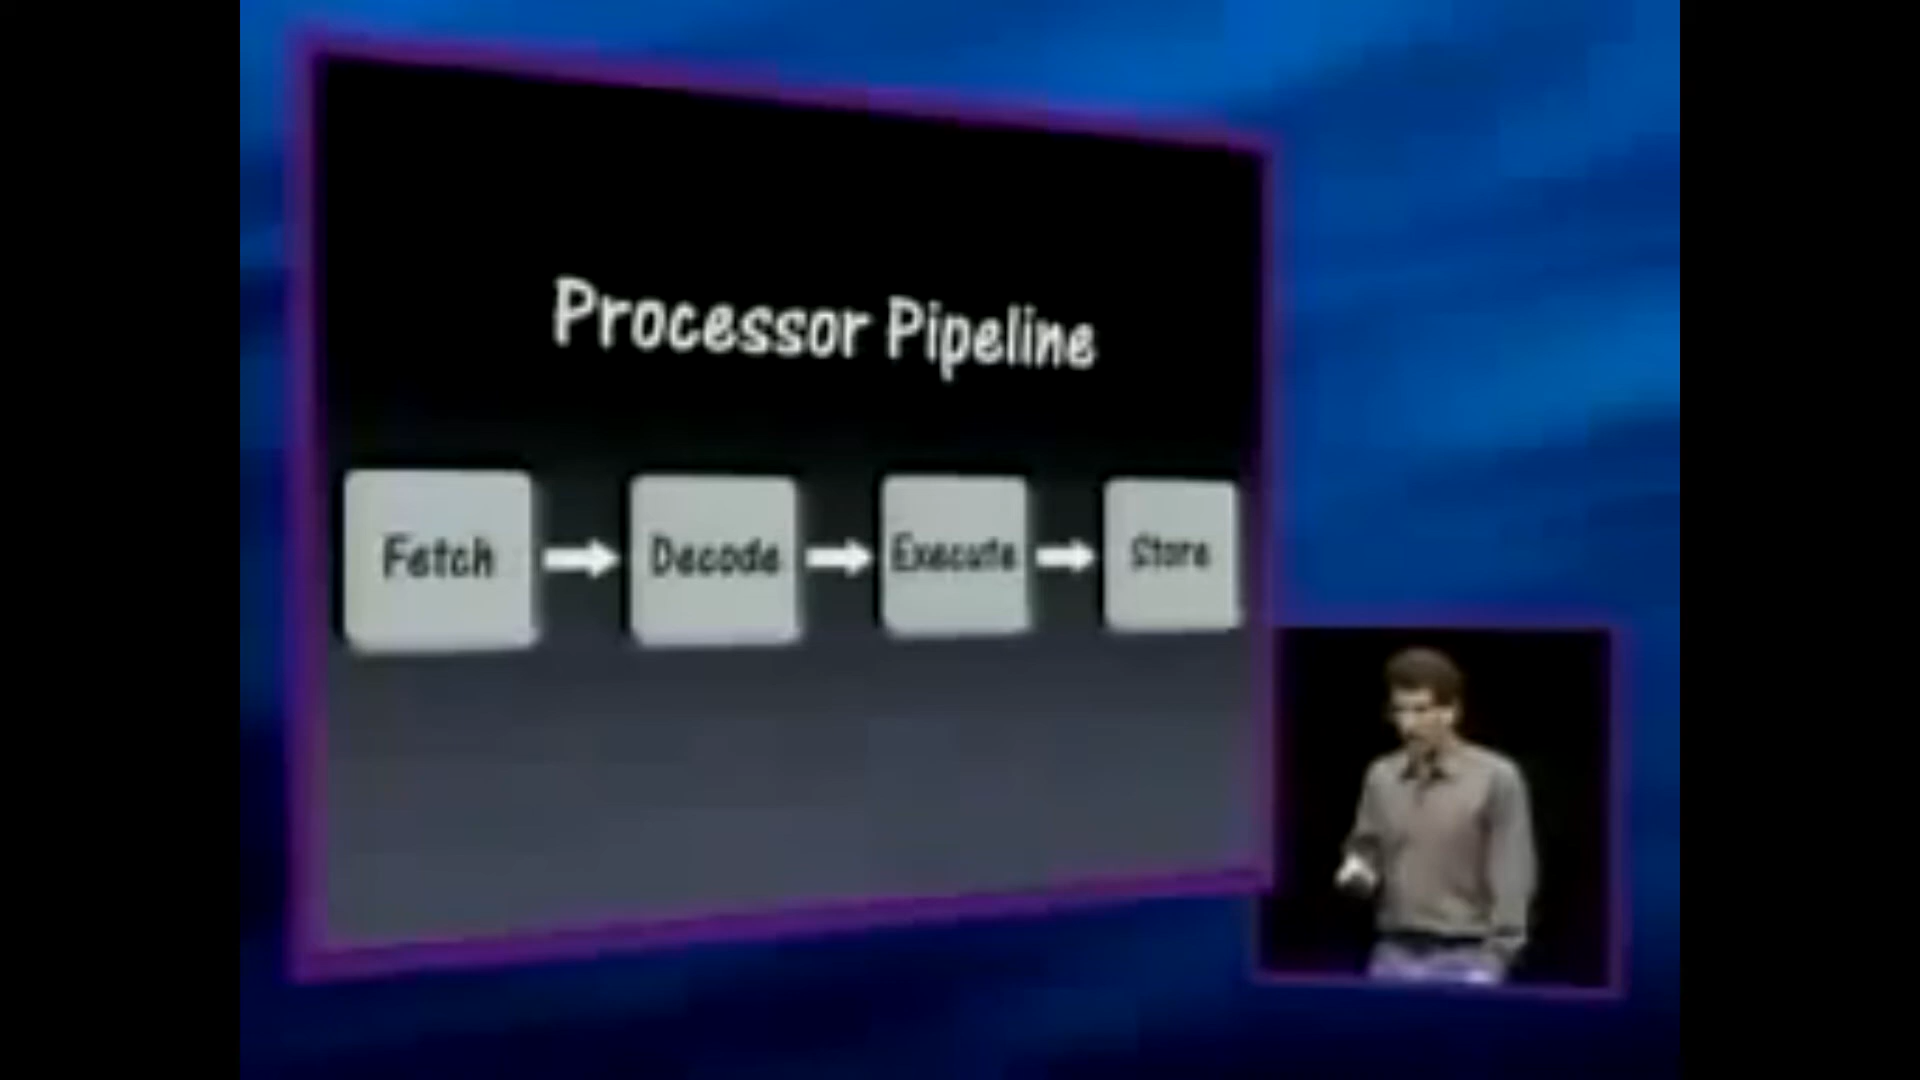 Processor Pipeline
Fetch
Decode
Execute
Store